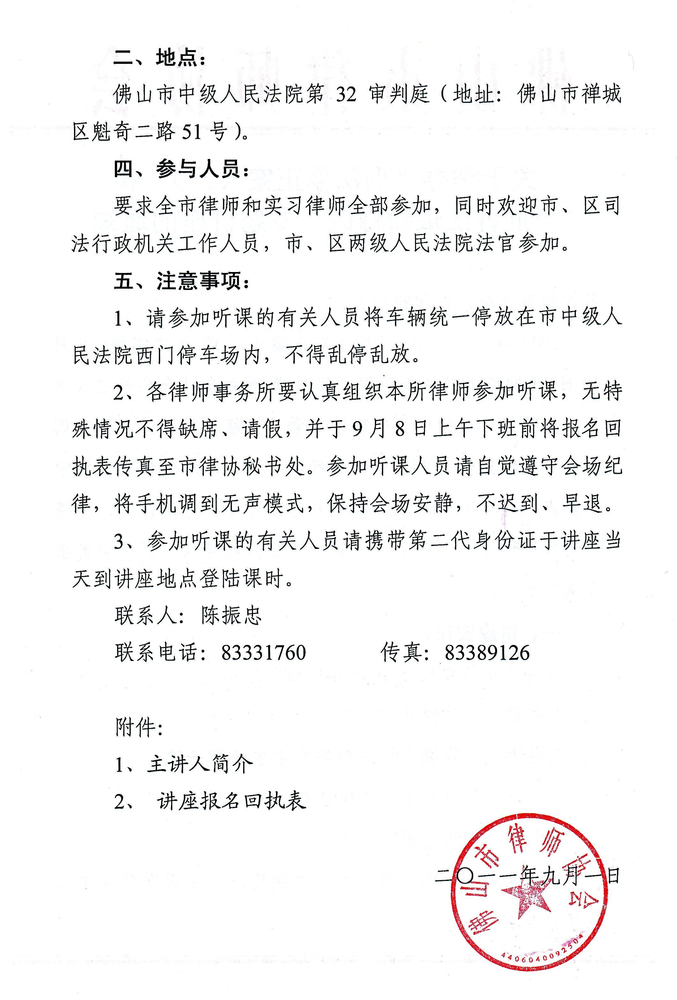 二、地点：
佛山市中级人民法院第 32 审判庭（地址：佛山市禅城
区魁奇二路 51 号）。
四、参与人员：
要求全市律师和实习律师全部参加，同时欢迎市、区司
法行政机关工作人员，市、区两级人民法院法官参加。
五、注意事项：
1、请参加听课的有关人员将车辆统一停放在市中级人
民法院西门停车场内，不得乱停乱放。
2、各律师事务所要认真组织本所律师参加听课，无特
殊情况不得缺席、请假，并于 9 月 8 日上午下班前将报名回
执表传真至市律协秘书处。参加听课人员请自觉遵守会场纪
律，将手机调到无声模式，保持会场安静，不迟到、早退。
3、参加听课的有关人员请携带第二代身份证于讲座当
天到讲座地点登陆课时。
联系人：陈振忠
联系电话：83331760 传真：83389126
附件：
1、主讲人简介
2、 讲座报名回执表
二〇一一年九月一日
佛山市律师协会
4406040092504